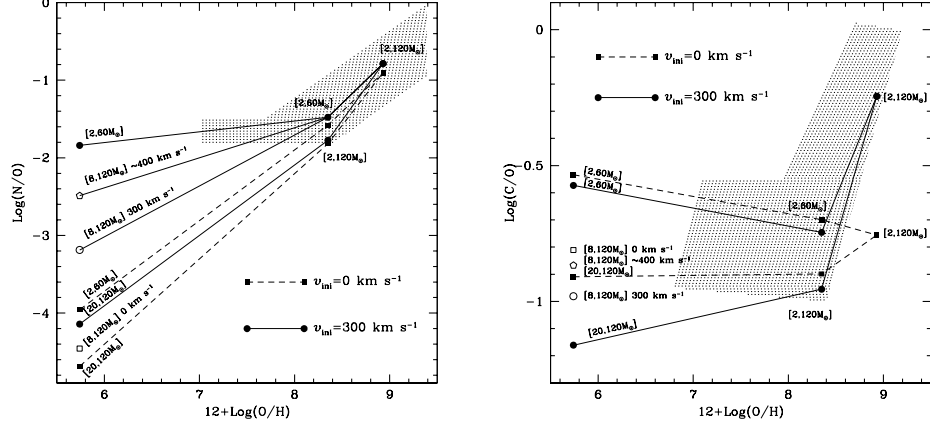 0
−1
−2
−3
−4
Log(N/O)
6
7
8
9
12+Log(O/H)
[2,120M⊙]
[2,60M⊙]
[2,60M⊙]
[8,120M⊙] ~400 km s⁻¹
[2,120M⊙]
[8,120M⊙] 300 km s⁻¹
[2,60M⊙]
[20,120M⊙]
[8,120M⊙] 0 km s⁻¹
[20,120M⊙]
vini=0 km s⁻¹
vini=300 km s⁻¹
0
−0.5
−1
Log(C/O)
6
7
8
9
12+Log(O/H)
vini=0 km s⁻¹
vini=300 km s⁻¹
[2,120M⊙]
[2,60M⊙]
[2,60M⊙]
[2,60M⊙]
[2,120M⊙]
[8,120M⊙] 0 km s⁻¹
[8,120M⊙] ~400 km s⁻¹
[20,120M⊙]
[8,120M⊙] 300 km s⁻¹
[2,120M⊙]
[20,120M⊙]